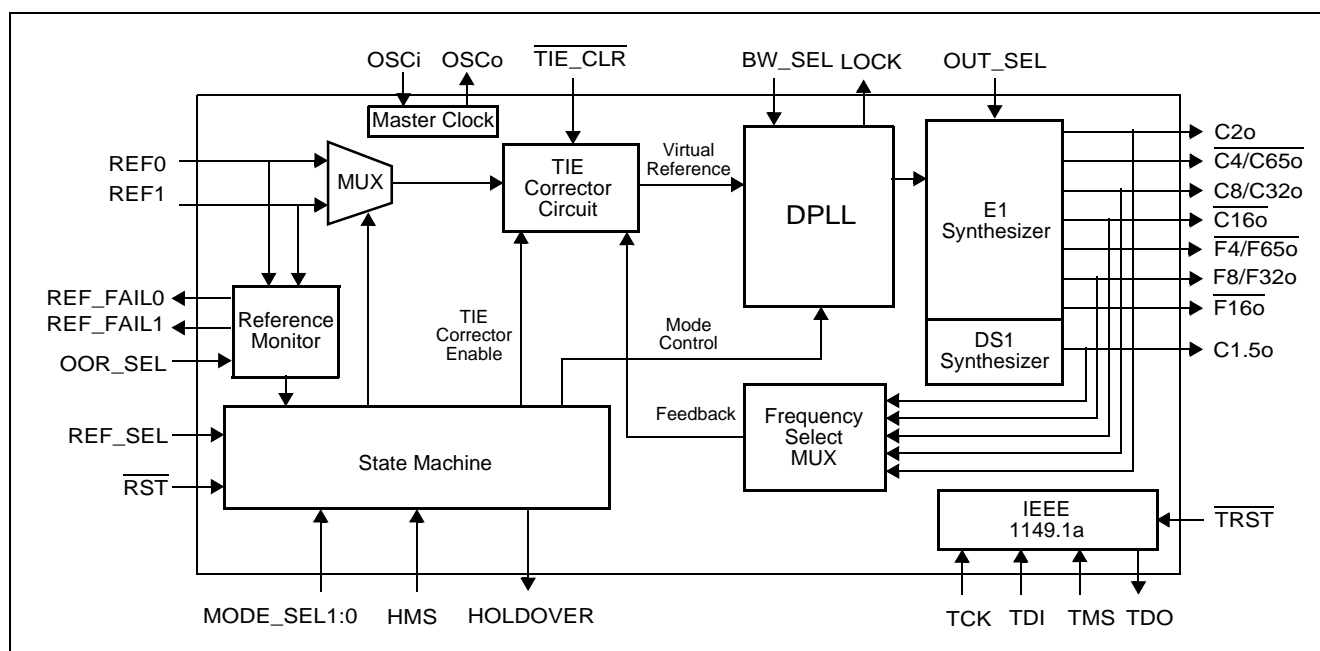 OSCi
OSCo
TIE_CLR
BW_SEL
LOCK
OUT_SEL
Master Clock
REF0
REF1
MUX
TIE
Corrector
Circuit
Virtual
Reference
DPLL
E1
Synthesizer
DS1
Synthesizer
C2o
C4/C65o
C8/C32o
C16o
F4/F65o
F8/F32o
F16o
C1.5o
REF_FAIL0
REF_FAIL1
OOR_SEL
Reference
Monitor
TIE
Corrector
Enable
Mode
Control
REF_SEL
RST
State Machine
Feedback
Frequency
Select
MUX
IEEE
1149.1a
TRST
MODE_SEL1:0
HMS
HOLDOVER
TCK
TDI
TMS
TDO